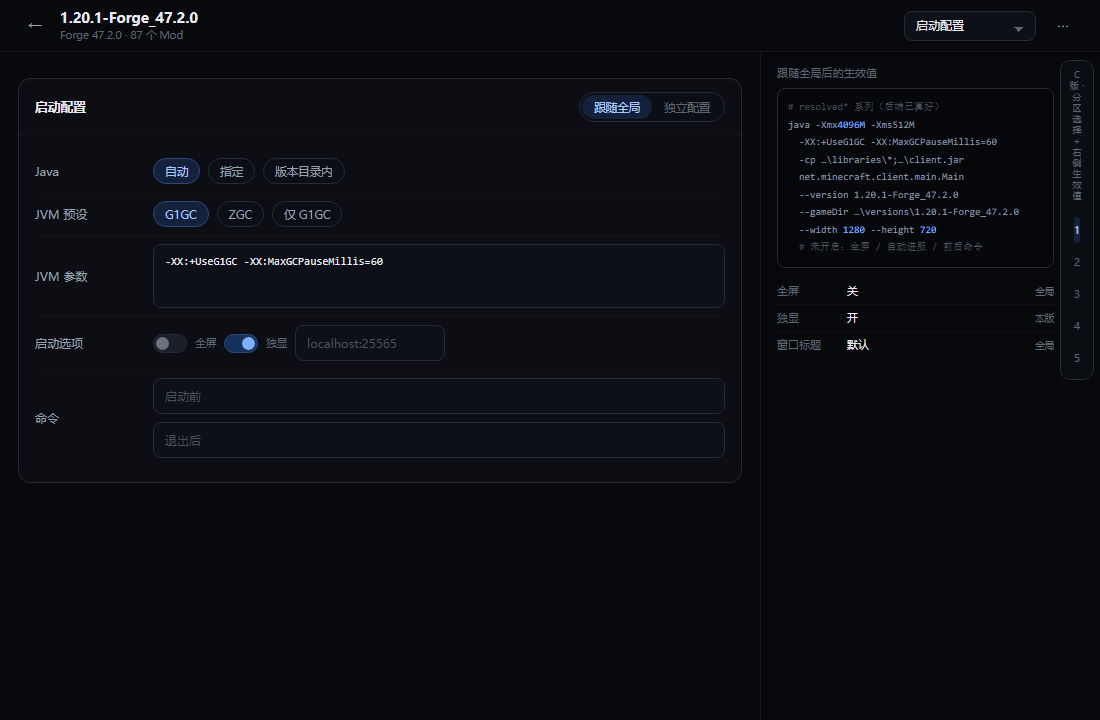 ←
1.20.1-Forge_47.2.0
Forge 47.2.0 · 87 个 Mod
启动配置
···
启动配置
跟随全局
独立配置
Java
自动
指定
版本目录内
JVM 预设
G1GC
ZGC
仅 G1GC
JVM 参数
-XX:+UseG1GC -XX:MaxGCPauseMillis=60
启动选项
全屏
独显
localhost:25565
命令
启动前
退出后
跟随全局后的生效值
# resolved* 系列（后端已算好）
java -Xmx4096M -Xms512M
-XX:+UseG1GC -XX:MaxGCPauseMillis=60
-cp …\libraries\*;…\client.jar
net.minecraft.client.main.Main
--version 1.20.1-Forge_47.2.0
--gameDir …\versions\1.20.1-Forge_47.2.0
--width 1280 --height 720
# 未开启：全屏 / 自动进服 / 前后命令
全屏 关 全局
独显 开 本版
窗口标题 默认 全局
C版 · 分区选择+右侧生效值
1
2
3
4
5